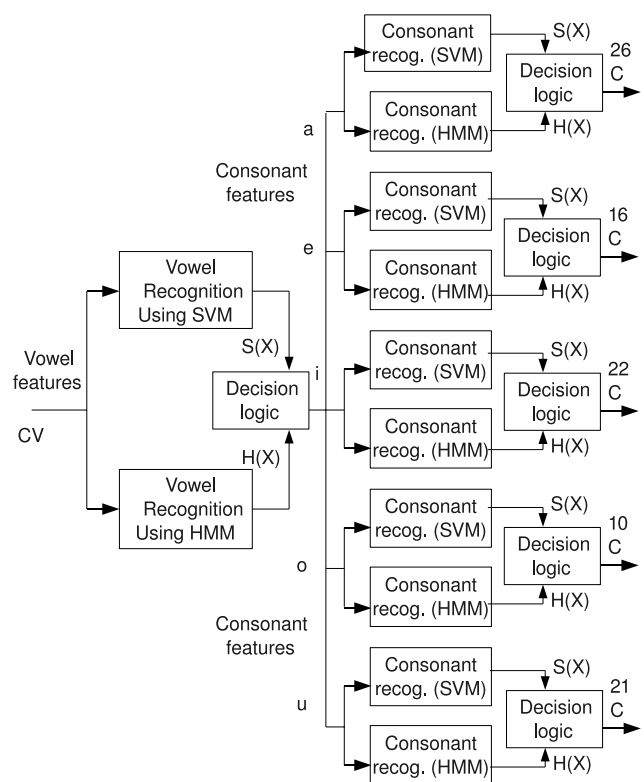 Vowel
features
CV
Vowel
Recognition
Using SVM
S(X)
Decision
logic
H(X)
Vowel
Recognition
Using HMM
Consonant
features
a
Consonant
recog. (SVM)
S(X)
Consonant
recog. (HMM)
H(X)
Decision
logic
26
C
e
Consonant
recog. (SVM)
S(X)
Consonant
recog. (HMM)
H(X)
Decision
logic
16
C
i
Consonant
recog. (SVM)
S(X)
Consonant
recog. (HMM)
H(X)
Decision
logic
22
C
o
Consonant
recog. (SVM)
S(X)
Consonant
recog. (HMM)
H(X)
Decision
logic
10
C
Consonant
features
u
Consonant
recog. (SVM)
S(X)
Consonant
recog. (HMM)
H(X)
Decision
logic
21
C